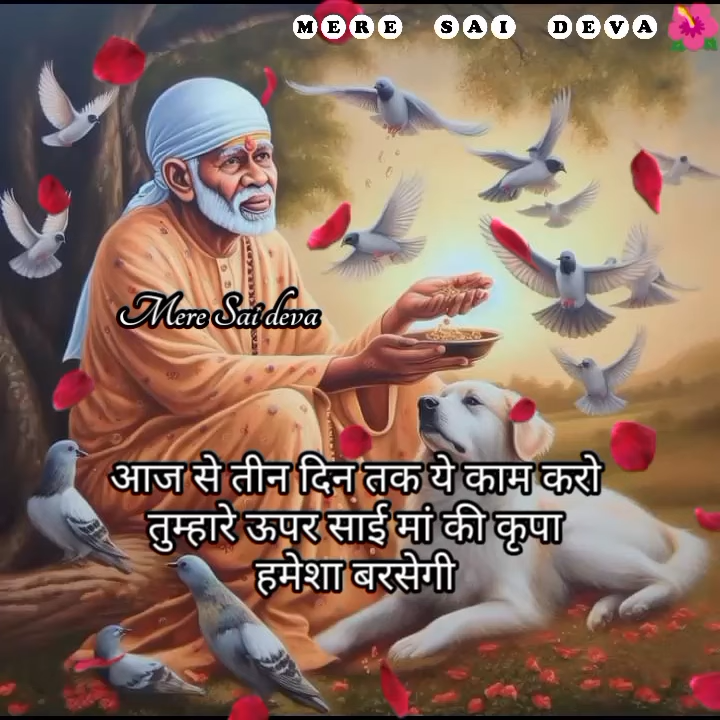 MERE SAI DEVA
Mere Sai deva
आज से तीन दिन तक ये काम करो
तुम्हारे ऊपर साई मां की कृपा
हमेशा बरसेगी